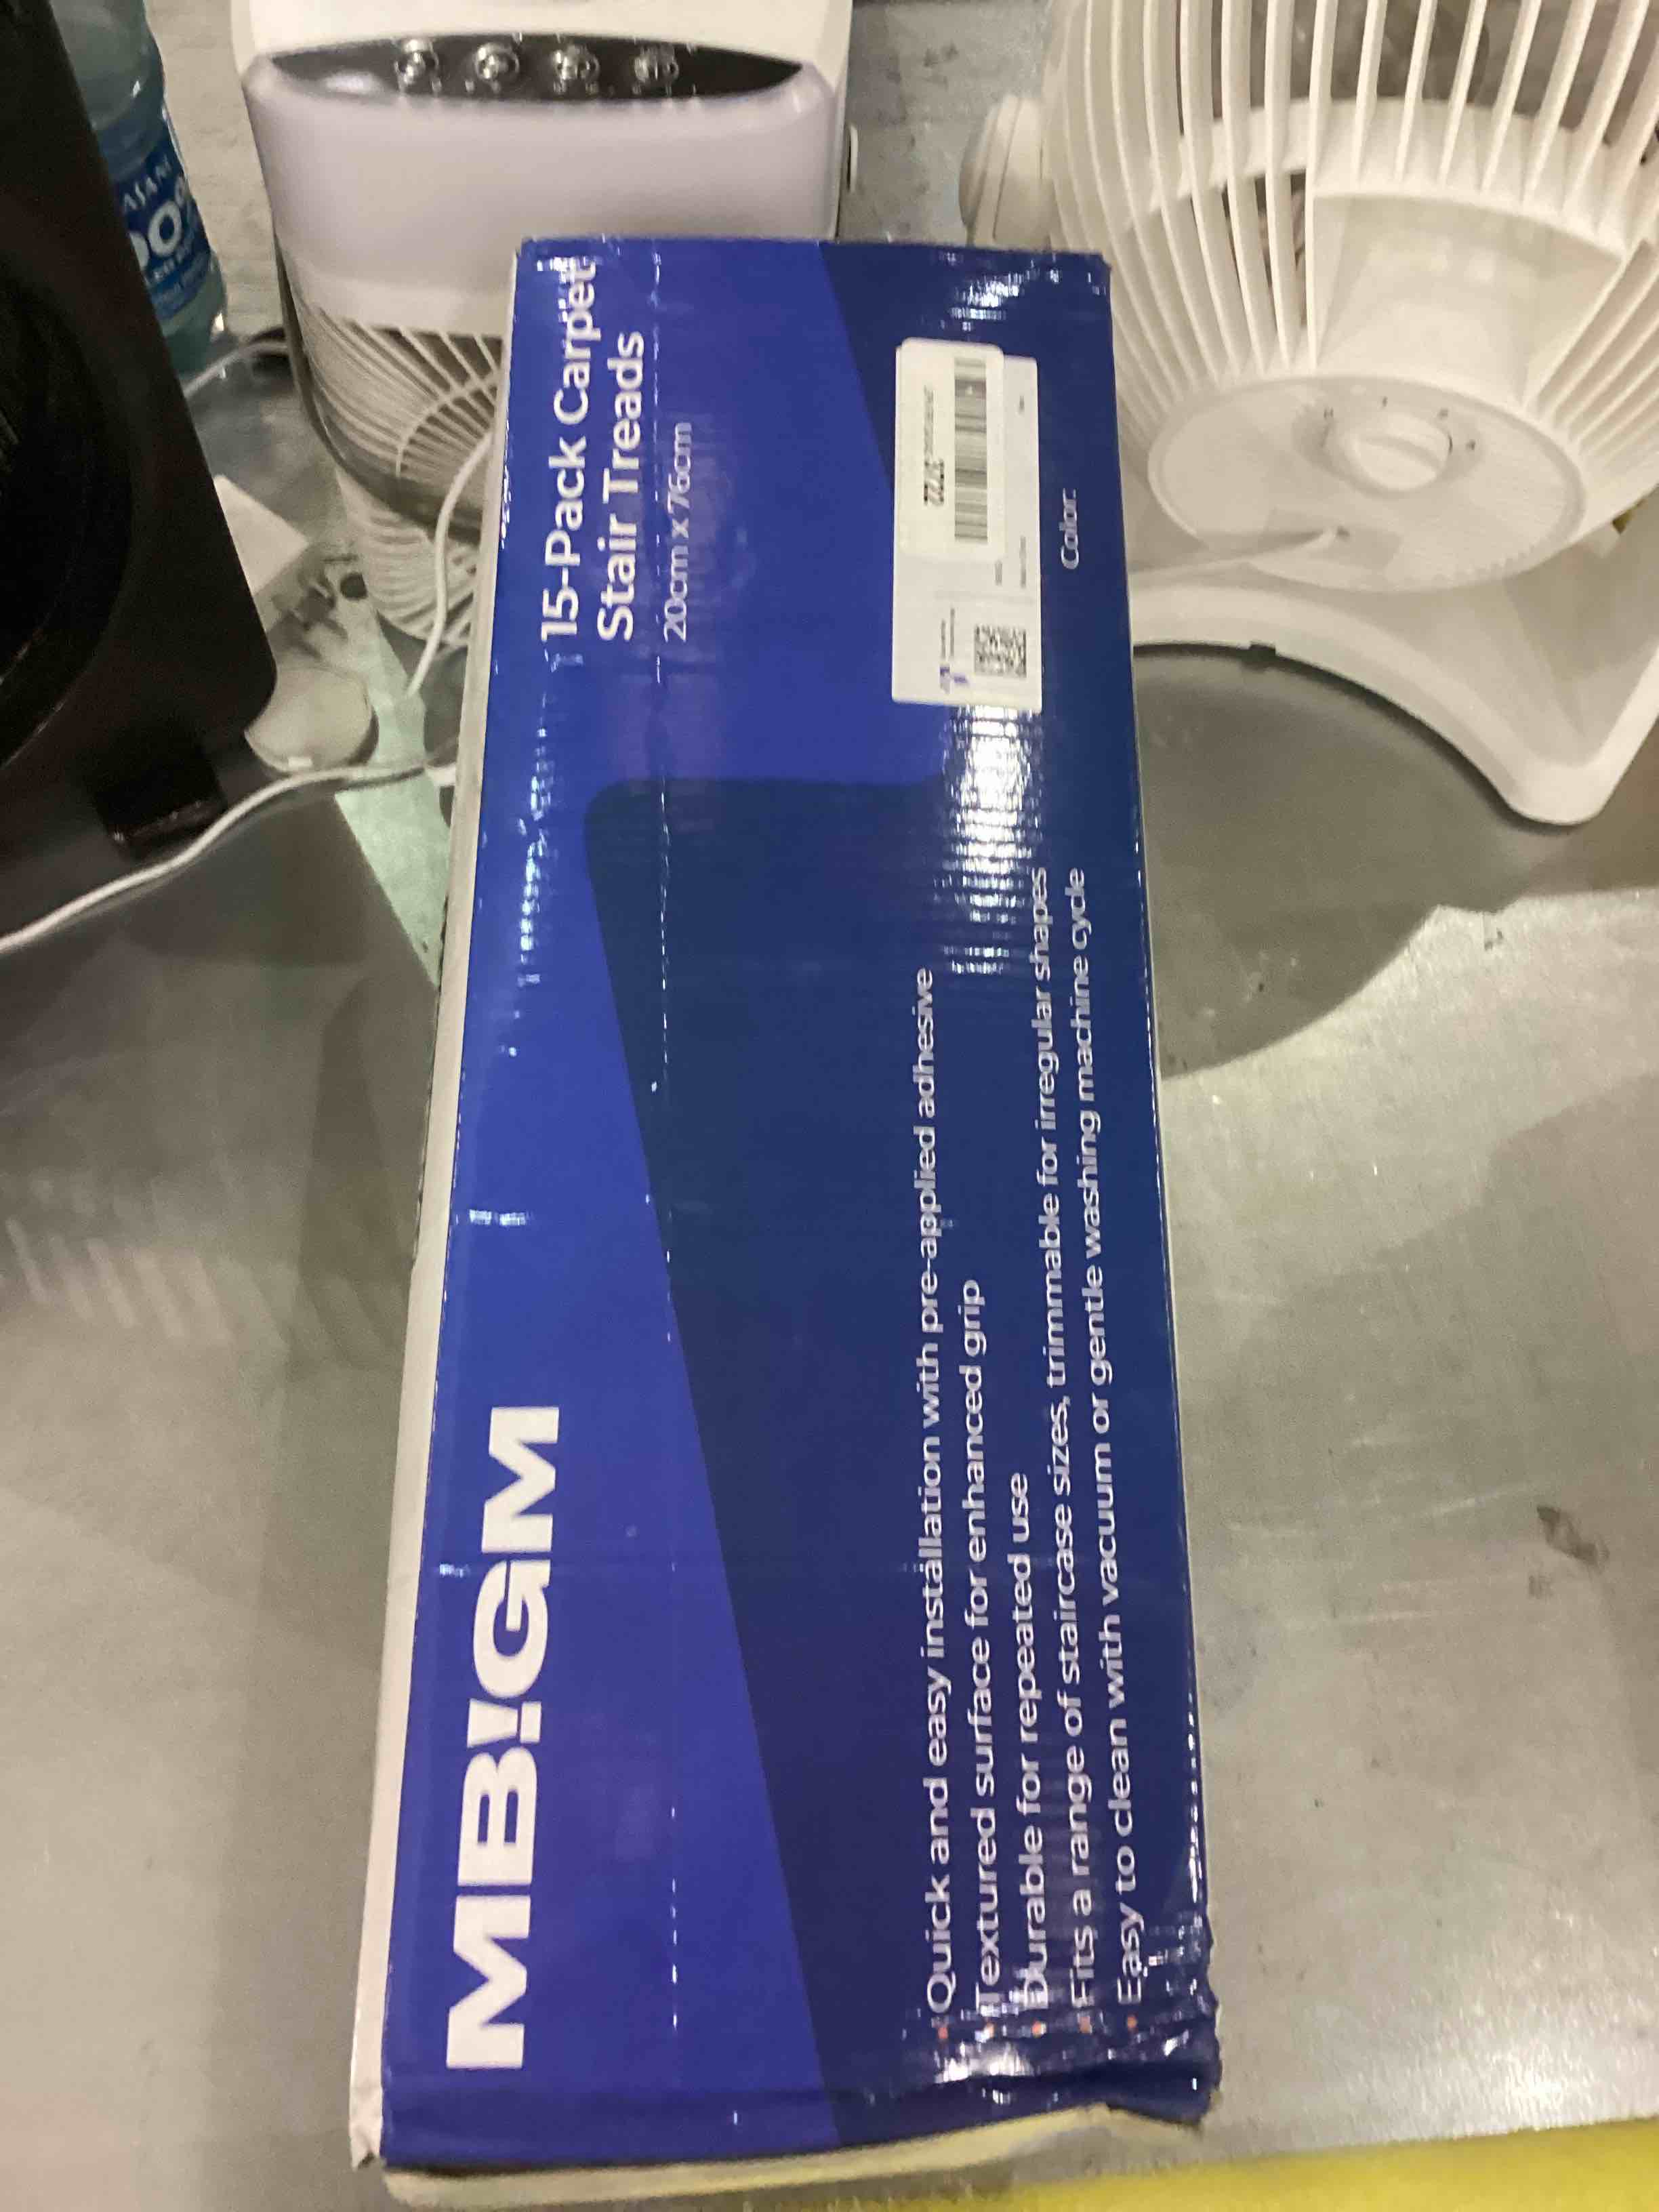 MB!GM
15-Pack Carpet
Stair Treads
20cm x 76cm
Quick and easy installation with pre-applied adhesive
Textured surface for enhanced grip
Durable for repeated use
Fits a range of staircase sizes, trimmable for irregular shapes
Easy to clean with vacuum or gentle washing machine cycle
Color:
3722